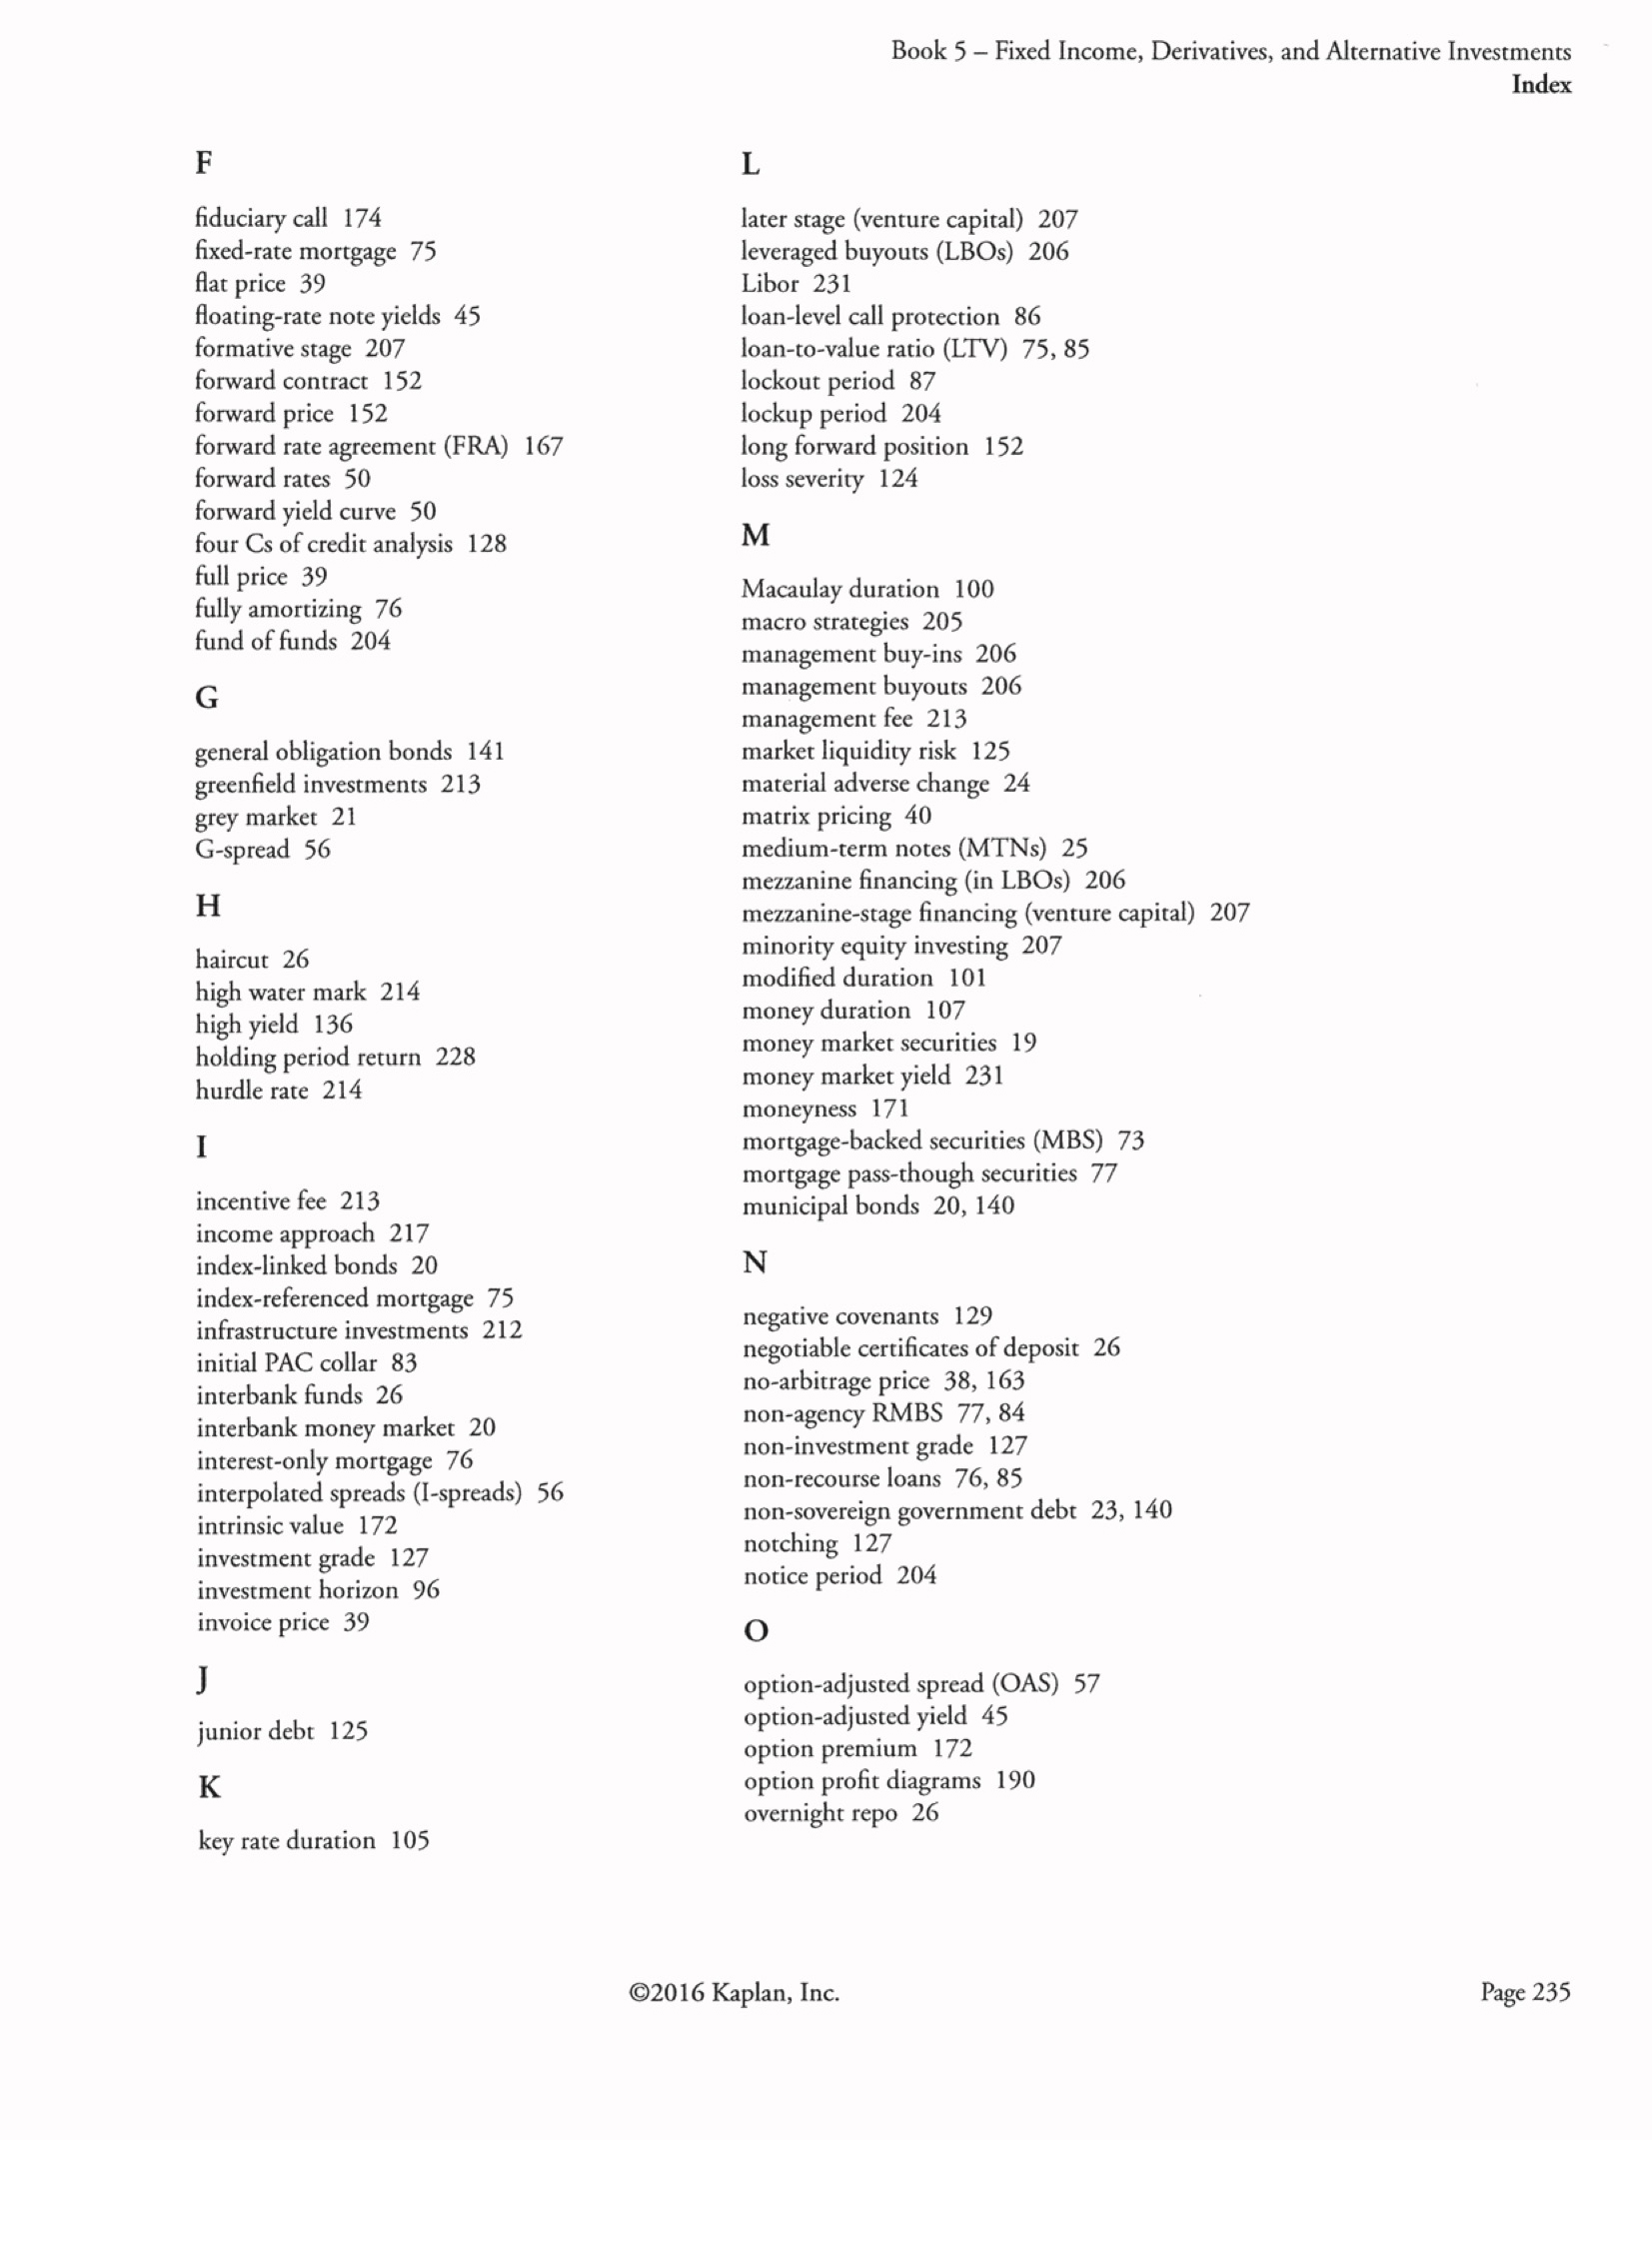 Book 5 – Fixed Income, Derivatives, and Alternative Investments
Index
F
fiduciary call 174
fixed-rate mortgage 75
flat price 39
floating-rate note yields 45
formative stage 207
forward contract 152
forward price 152
forward rate agreement (FRA) 167
forward rates 50
forward yield curve 50
four Cs of credit analysis 128
full price 39
fully amortizing 76
fund of funds 204
G
general obligation bonds 141
greenfield investments 213
grey market 21
G-spread 56
H
haircut 26
high water mark 214
high yield 136
holding period return 228
hurdle rate 214
I
incentive fee 213
income approach 217
index-linked bonds 20
index-referenced mortgage 75
infrastructure investments 212
initial PAC collar 83
interbank funds 26
interbank money market 20
interest-only mortgage 76
interpolated spreads (I-spreads) 56
intrinsic value 172
investment grade 127
investment horizon 96
invoice price 39
J
junior debt 125
K
key rate duration 105
L
later stage (venture capital) 207
leveraged buyouts (LBOs) 206
Libor 231
loan-level call protection 86
loan-to-value ratio (LTV) 75, 85
lockout period 87
lockup period 204
long forward position 152
loss severity 124
M
Macaulay duration 100
macro strategies 205
management buy-ins 206
management buyouts 206
management fee 213
market liquidity risk 125
material adverse change 24
matrix pricing 40
medium-term notes (MTNs) 25
mezzanine financing (in LBOs) 206
mezzanine-stage financing (venture capital) 207
minority equity investing 207
modified duration 101
money duration 107
money market securities 19
money market yield 231
moneyness 171
mortgage-backed securities (MBS) 73
mortgage pass-though securities 77
municipal bonds 20, 140
N
negative covenants 129
negotiable certificates of deposit 26
no-arbitrage price 38, 163
non-agency RMBS 77, 84
non-investment grade 127
non-recourse loans 76, 85
non-sovereign government debt 23, 140
notching 127
notice period 204
O
option-adjusted spread (OAS) 57
option-adjusted yield 45
option premium 172
option profit diagrams 190
overnight repo 26
©2016 Kaplan, Inc.
Page 235